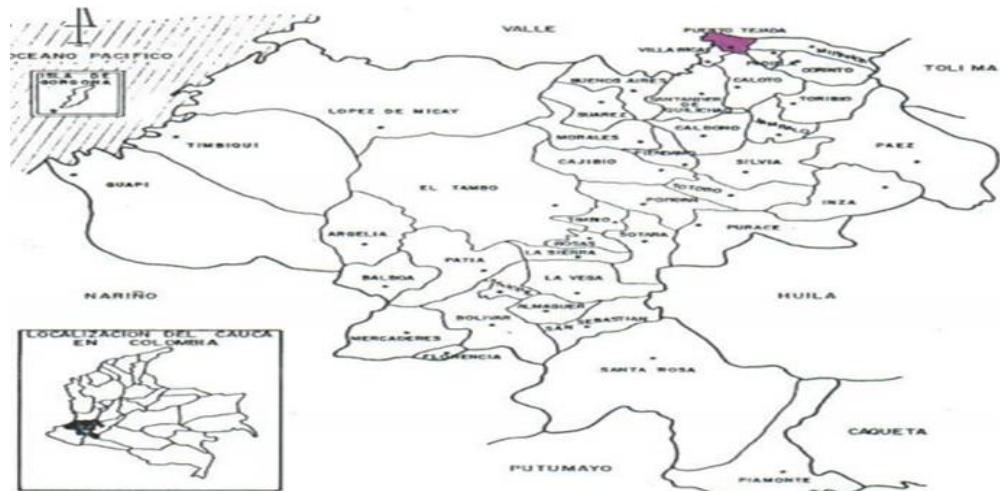 VALLE
PUERTO TEJADA
OCEANO PACIFICO
VILLA RICA
PADILLA
MIRANDA
CORINTO
TOLIMA
ISLA DE
GORGONA
BUENOS AIRES
CALOTO
SANTANDER
DE
QUILICHAO
TORIBIO
LOPEZ DE MICAY
SUAREZ
TIMBIQUI
MORALES
CALDONO
JAMBALO
PIENDAMO
PAEZ
CAJIBIO
SILVIA
GUAPI
EL TAMBO
TOTORO
INZA
POPAYAN
TIMBIO
PURACE
ARGELIA
ROSAS
SOTARA
LA SIERRA
PATIA
BALBOA
LA VEGA
NARIÑO
HUILA
ALMAGUER
BOLIVAR
SAN SEBASTIAN
MERCADERES
FLORENCIA
LOCALIZACION DEL CAUCA
EN COLOMBIA
SANTA ROSA
CAQUETA
PUTUMAYO
PIAMONTE